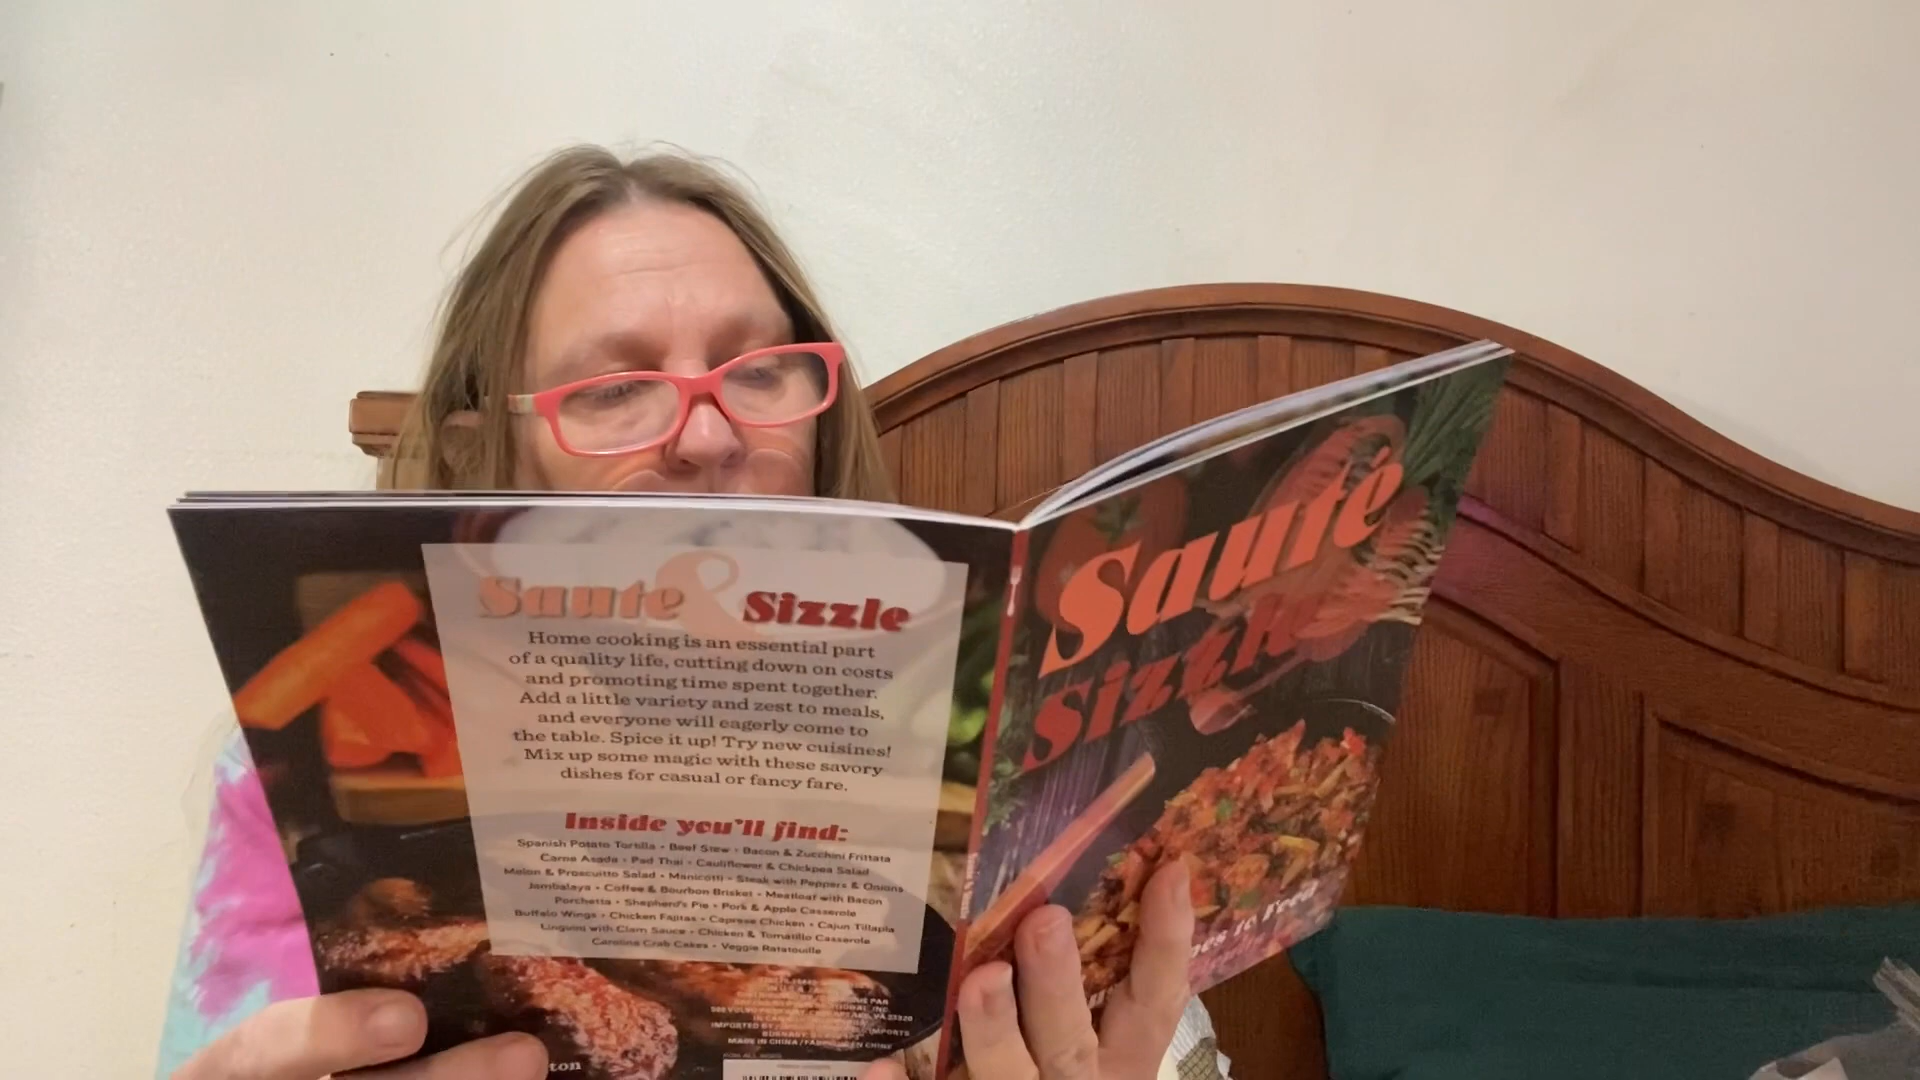 Saute & Sizzle
Home cooking is an essential part
of a quality life, cutting down on costs
and promoting time spent together.
Add a little variety and zest to meals,
and everyone will eagerly come to
the table. Spice it up! Try new cuisines!
Mix up some magic with these savory
dishes for casual or fancy fare.
Inside you'll find:
Spanish Potato Tortilla • Beef Stew • Bacon & Zucchini Frittata
Carne Asada • Pad Thai • Cauliflower & Chickpea Salad
Melon & Proscuitto Salad • Manicotti • Steak with Peppers & Onions
Jambalaya • Coffee & Bourbon Brisket • Meatloaf with Bacon
Porchetta • Shepherd's Pie • Pork & Apple Casserole
Buffalo Wings • Chicken Fajitas • Caprese Chicken • Cajun Tillapia
Linguini with Clam Sauce • Chicken & Tomatillo Casserole
Carolina Crab Cakes • Veggie Ratatouille
MADE IN CHINA
Sauté
Sizzle
to Feed